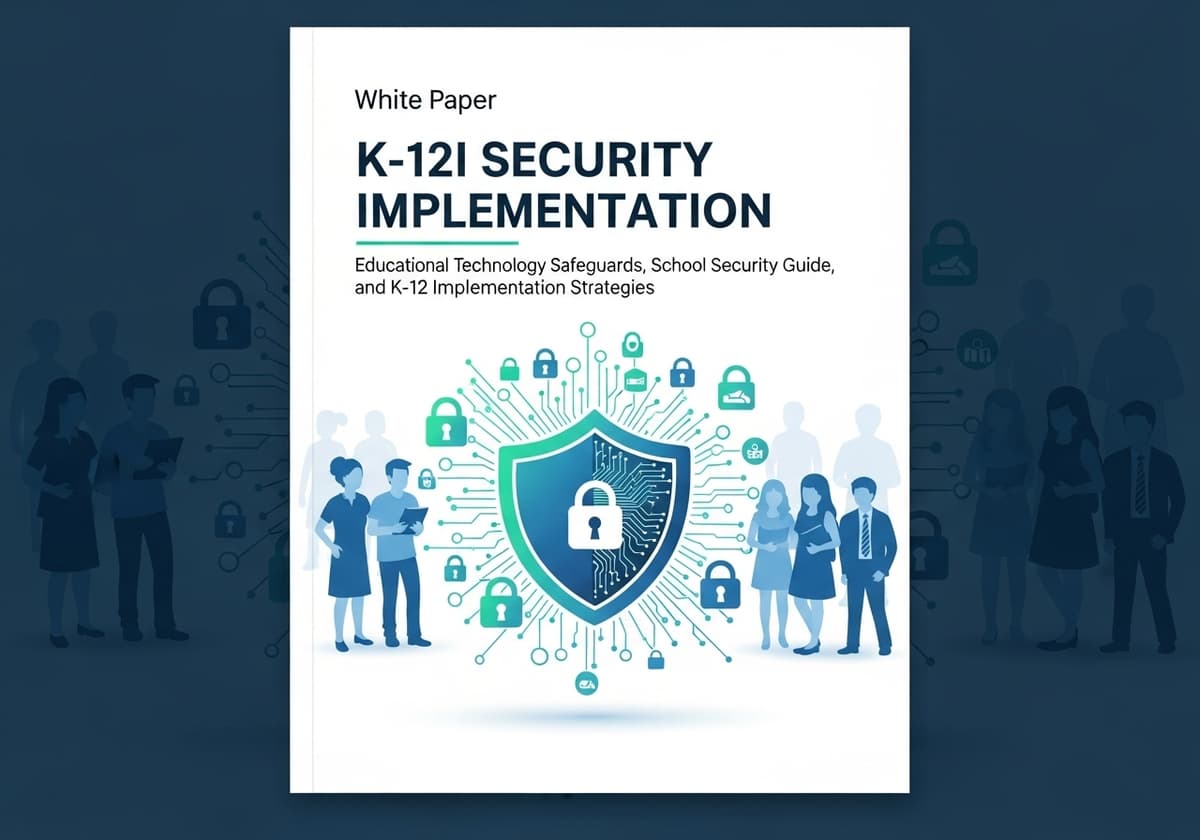 White Paper
K-12I SECURITY
IMPLEMENTATION
Educational Technology Safeguards, School Security Guide,
and K-12 Implementation Strategies